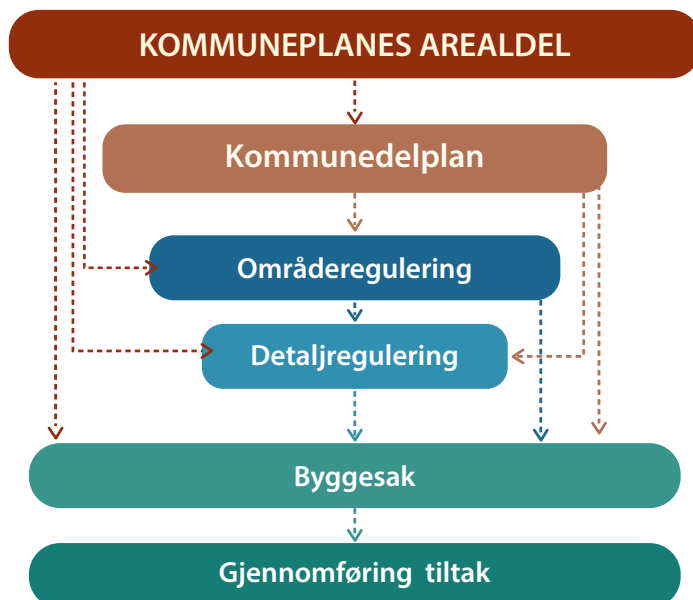 KOMMUNEPLANES AREALDEL
Kommunedelplan
Områderegulering
Detaljregulering
Byggesak
Gjennomføring tiltak